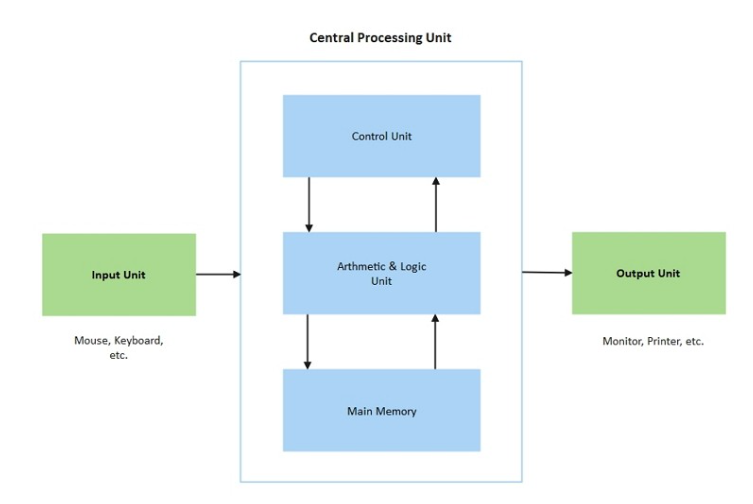 Central Processing Unit
Control Unit
Input Unit
Arthmetic & Logic
Unit
Output Unit
Mouse, Keyboard,
etc.
Monitor, Printer, etc.
Main Memory